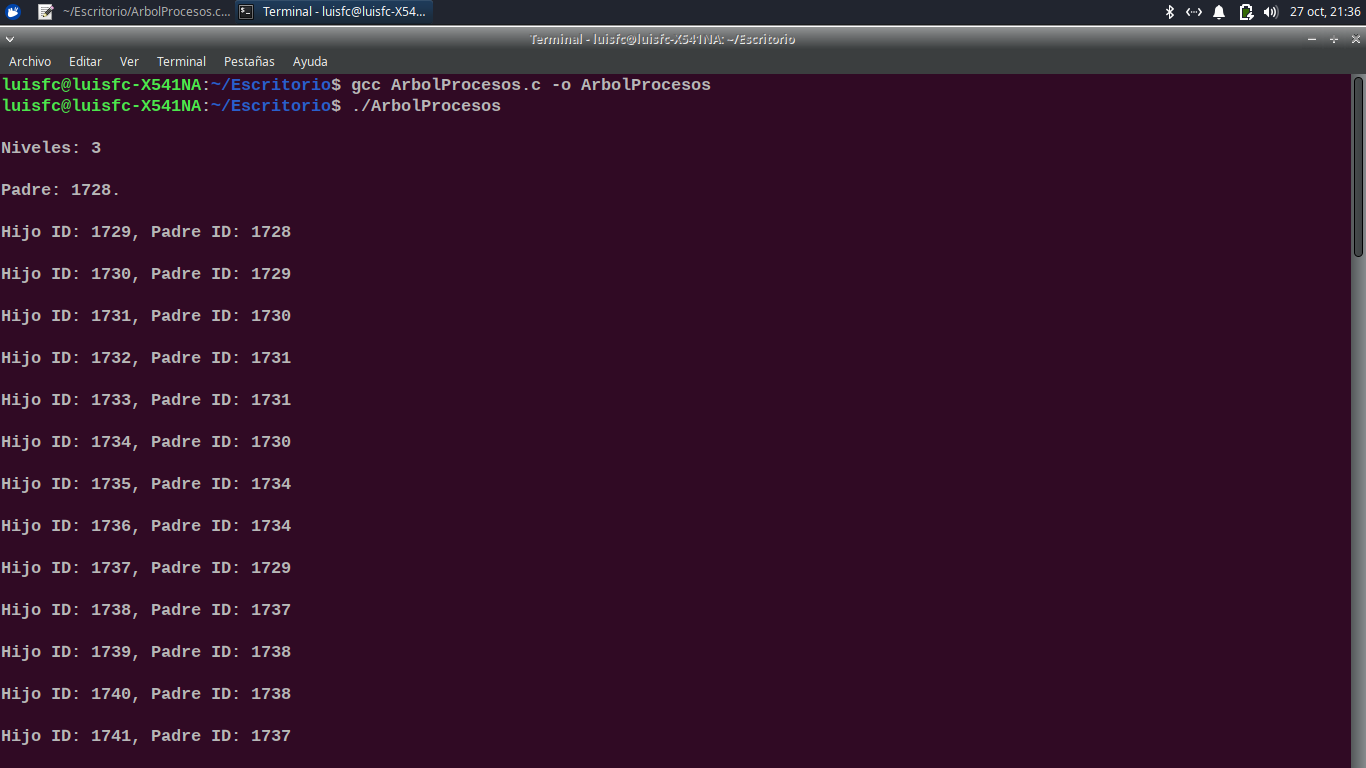 ~/Escritorio/ArbolProcesos.c... Terminal - luisfc@luisfc-X54... 27 oct, 21:36
Terminal - luisfc@luisfc-X541NA: ~/Escritorio
Archivo Editar Ver Terminal Pestañas Ayuda
luisfc@luisfc-X541NA:~/Escritorio$ gcc ArbolProcesos.c -o ArbolProcesos
luisfc@luisfc-X541NA:~/Escritorio$ ./ArbolProcesos
Niveles: 3
Padre: 1728.
Hijo ID: 1729, Padre ID: 1728
Hijo ID: 1730, Padre ID: 1729
Hijo ID: 1731, Padre ID: 1730
Hijo ID: 1732, Padre ID: 1731
Hijo ID: 1733, Padre ID: 1731
Hijo ID: 1734, Padre ID: 1730
Hijo ID: 1735, Padre ID: 1734
Hijo ID: 1736, Padre ID: 1734
Hijo ID: 1737, Padre ID: 1729
Hijo ID: 1738, Padre ID: 1737
Hijo ID: 1739, Padre ID: 1738
Hijo ID: 1740, Padre ID: 1738
Hijo ID: 1741, Padre ID: 1737